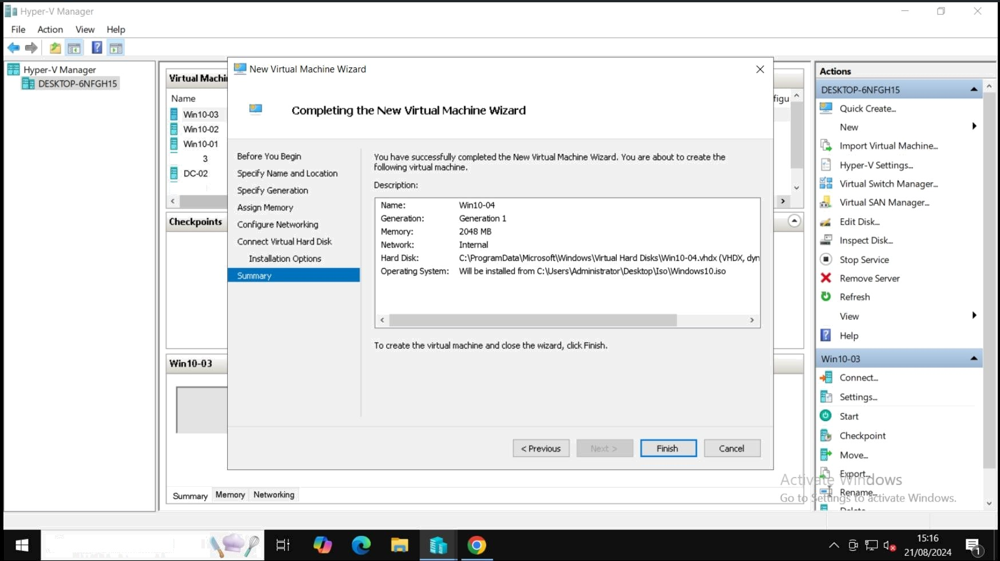 Hyper-V Manager
File Action View Help
Hyper-V Manager
DESKTOP-6NFGH15
Virtual Machi
Name
Win10-03
Win10-02
Win10-01
3
DC-02
Checkpoints
Win10-03
Summary Memory Networking
New Virtual Machine Wizard
Completing the New Virtual Machine Wizard
Before You Begin
Specify Name and Location
Specify Generation
Assign Memory
Configure Networking
Connect Virtual Hard Disk
Installation Options
Summary
You have successfully completed the New Virtual Machine Wizard. You are about to create the
following virtual machine.
Description:
Name: Win10-04
Generation: Generation 1
Memory: 2048 MB
Network: Internal
Hard Disk: C:\ProgramData\Microsoft\Windows\Virtual Hard Disks\Win10-04.vhdx (VHDX, dyn
Operating System: Will be installed from C:\Users\Administrator\Desktop\Iso\Windows10.iso
To create the virtual machine and close the wizard, click Finish.
< Previous Next > Finish Cancel
figu
Actions
DESKTOP-6NFGH15
Quick Create...
New
Import Virtual Machine...
Hyper-V Settings...
Virtual Switch Manager...
Virtual SAN Manager...
Edit Disk...
Inspect Disk...
Stop Service
Remove Server
Refresh
View
Help
Win10-03
Connect...
Settings...
Start
Checkpoint
Move...
Export...
Rename...
Delete
Activate Windows
Go to Settings to activate Windows.
15:16
21/08/2024
1